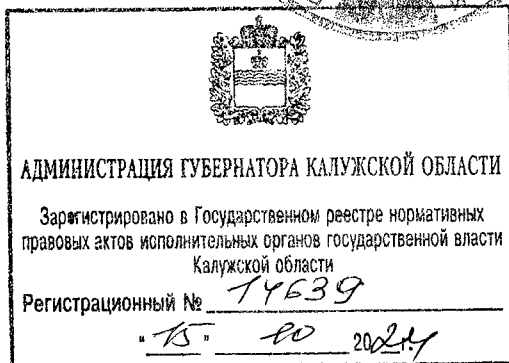 АДМИНИСТРАЦИЯ ГУБЕРНАТОРА КАЛУЖСКОЙ ОБЛАСТИ
Зарегистрировано в Государственном реестре нормативных
правовых актов исполнительных органов государственной власти
Калужской области
Регистрационный № 14639
"15" 10 2024